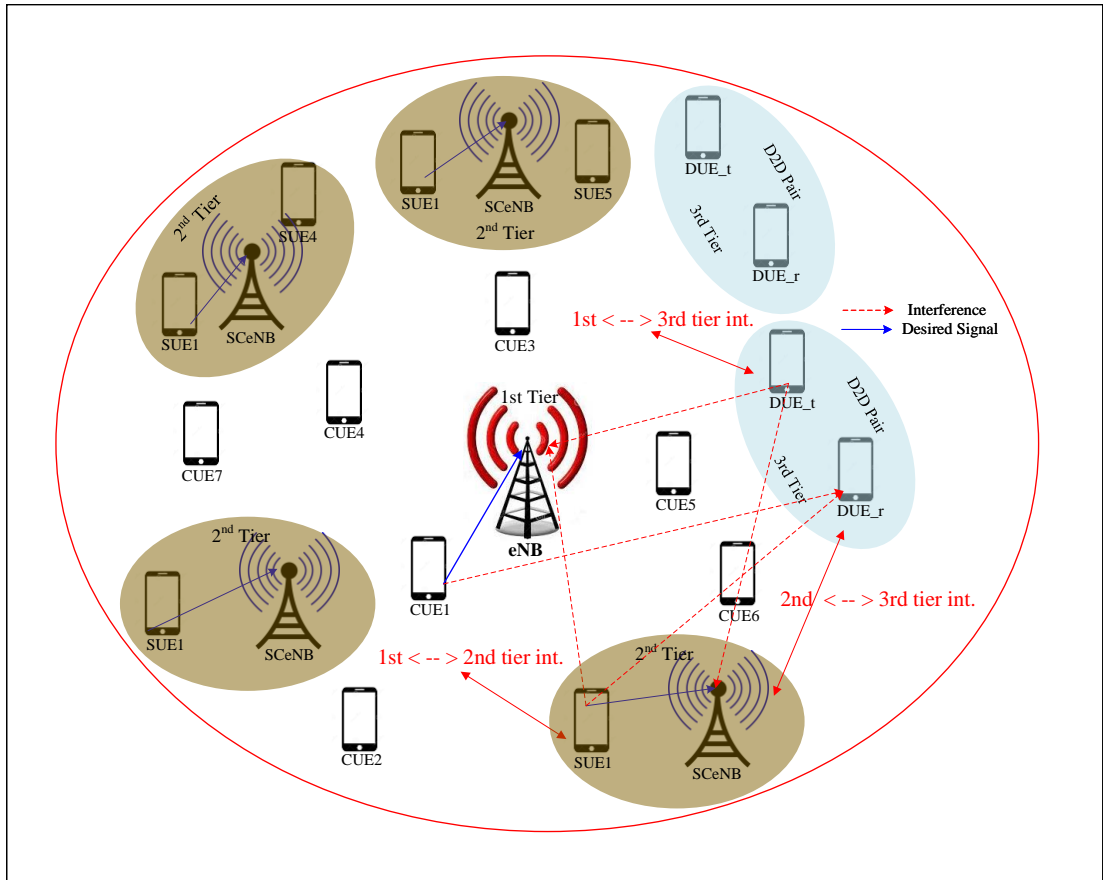 DUE_t
D2D Pair
3rd Tier
DUE_r
SUE1
SCeNB
SUE5
2nd Tier
2nd Tier
SUE4
SUE1
SCeNB
Interference
Desired Signal
1st < -- > 3rd tier int.
CUE3
CUE4
CUE7
1st Tier
eNB
CUE5
DUE_t
D2D Pair
3rd Tier
DUE_r
2nd Tier
SUE1
SCeNB
CUE1
CUE6
2nd < -- > 3rd tier int.
1st < -- > 2nd tier int.
2nd Tier
SUE1
SCeNB
CUE2